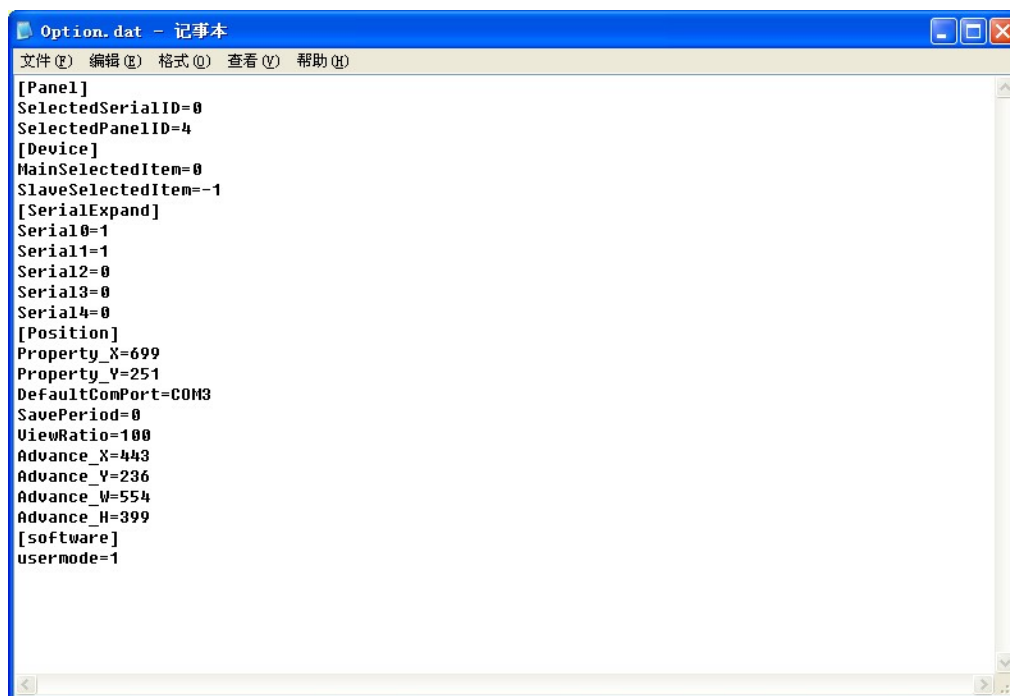 Option.dat - 记事本
文件(F) 编辑(E) 格式(O) 查看(V) 帮助(H)
[Panel]
SelectedSerialID=0
SelectedPanelID=4
[Device]
MainSelectedItem=0
SlaveSelectedItem=-1
[SerialExpand]
Serial0=1
Serial1=1
Serial2=0
Serial3=0
Serial4=0
[Position]
Property_X=699
Property_Y=251
DefaultComPort=COM3
SavePeriod=0
ViewRatio=100
Advance_X=443
Advance_Y=236
Advance_W=554
Advance_H=399
[software]
usermode=1